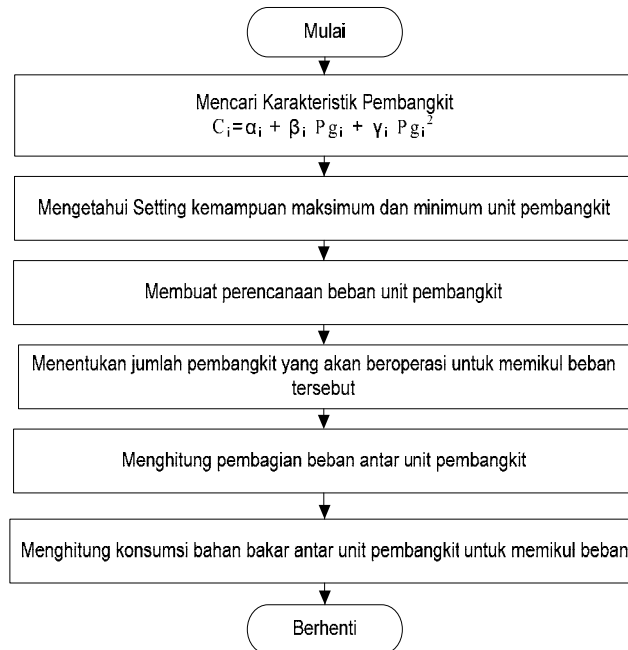 Mulai
Mencari Karakteristik Pembangkit
Cᵢ=αᵢ + βᵢ Pgᵢ + γᵢ Pgᵢ²
Mengetahui Setting kemampuan maksimum dan minimum unit pembangkit
Membuat perencanaan beban unit pembangkit
Menentukan jumlah pembangkit yang akan beroperasi untuk memikul beban
tersebut
Menghitung pembagian beban antar unit pembangkit
Menghitung konsumsi bahan bakar antar unit pembangkit untuk memikul beban
Berhenti